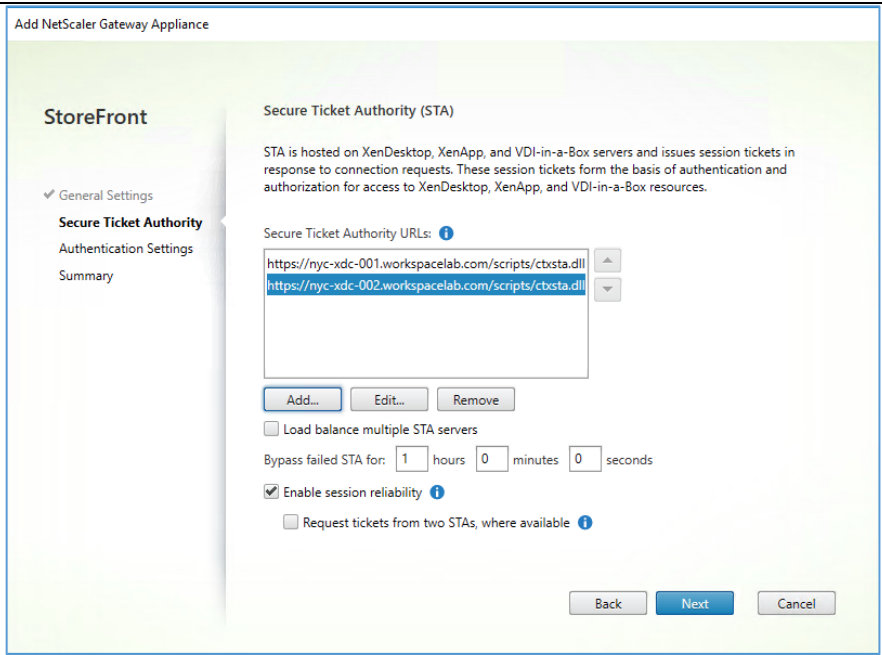 Add NetScaler Gateway Appliance
StoreFront
General Settings
Secure Ticket Authority
Authentication Settings
Summary
Secure Ticket Authority (STA)
STA is hosted on XenDesktop, XenApp, and VDI-in-a-Box servers and issues session tickets in
response to connection requests. These session tickets form the basis of authentication and
authorization for access to XenDesktop, XenApp, and VDI-in-a-Box resources.
Secure Ticket Authority URLs:
https://nyc-xdc-001.workspacelab.com/scripts/ctxsta.dll
https://nyc-xdc-002.workspacelab.com/scripts/ctxsta.dll
Add... Edit... Remove
Load balance multiple STA servers
Bypass failed STA for: 1 hours 0 minutes 0 seconds
Enable session reliability
Request tickets from two STAs, where available
Back Next Cancel